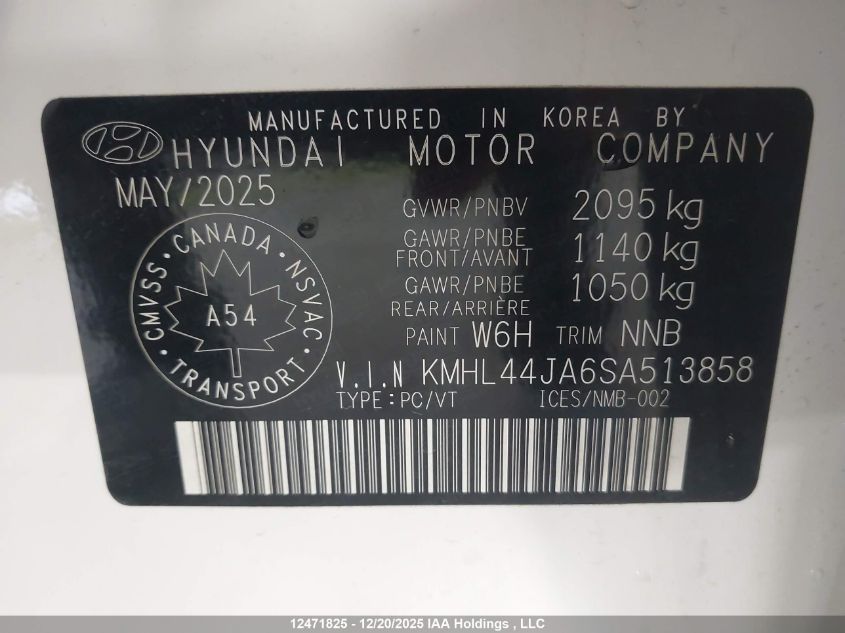 MANUFACTURED IN KOREA BY
HYUNDAI MOTOR COMPANY
MAY/2025
GVWR/PNBV 2095 kg
GAWR/PNBE FRONT/AVANT 1140 kg
GAWR/PNBE REAR/ARRIÈRE 1050 kg
CMVSS · CANADA · NSVAC · TRANSPORT ·
A54
PAINT W6H TRIM NNB
V.I.N KMHL44JA6SA513858
TYPE:PC/VT ICES/NMB-002
12471825 - 12/20/2025 IAA Holdings , LLC